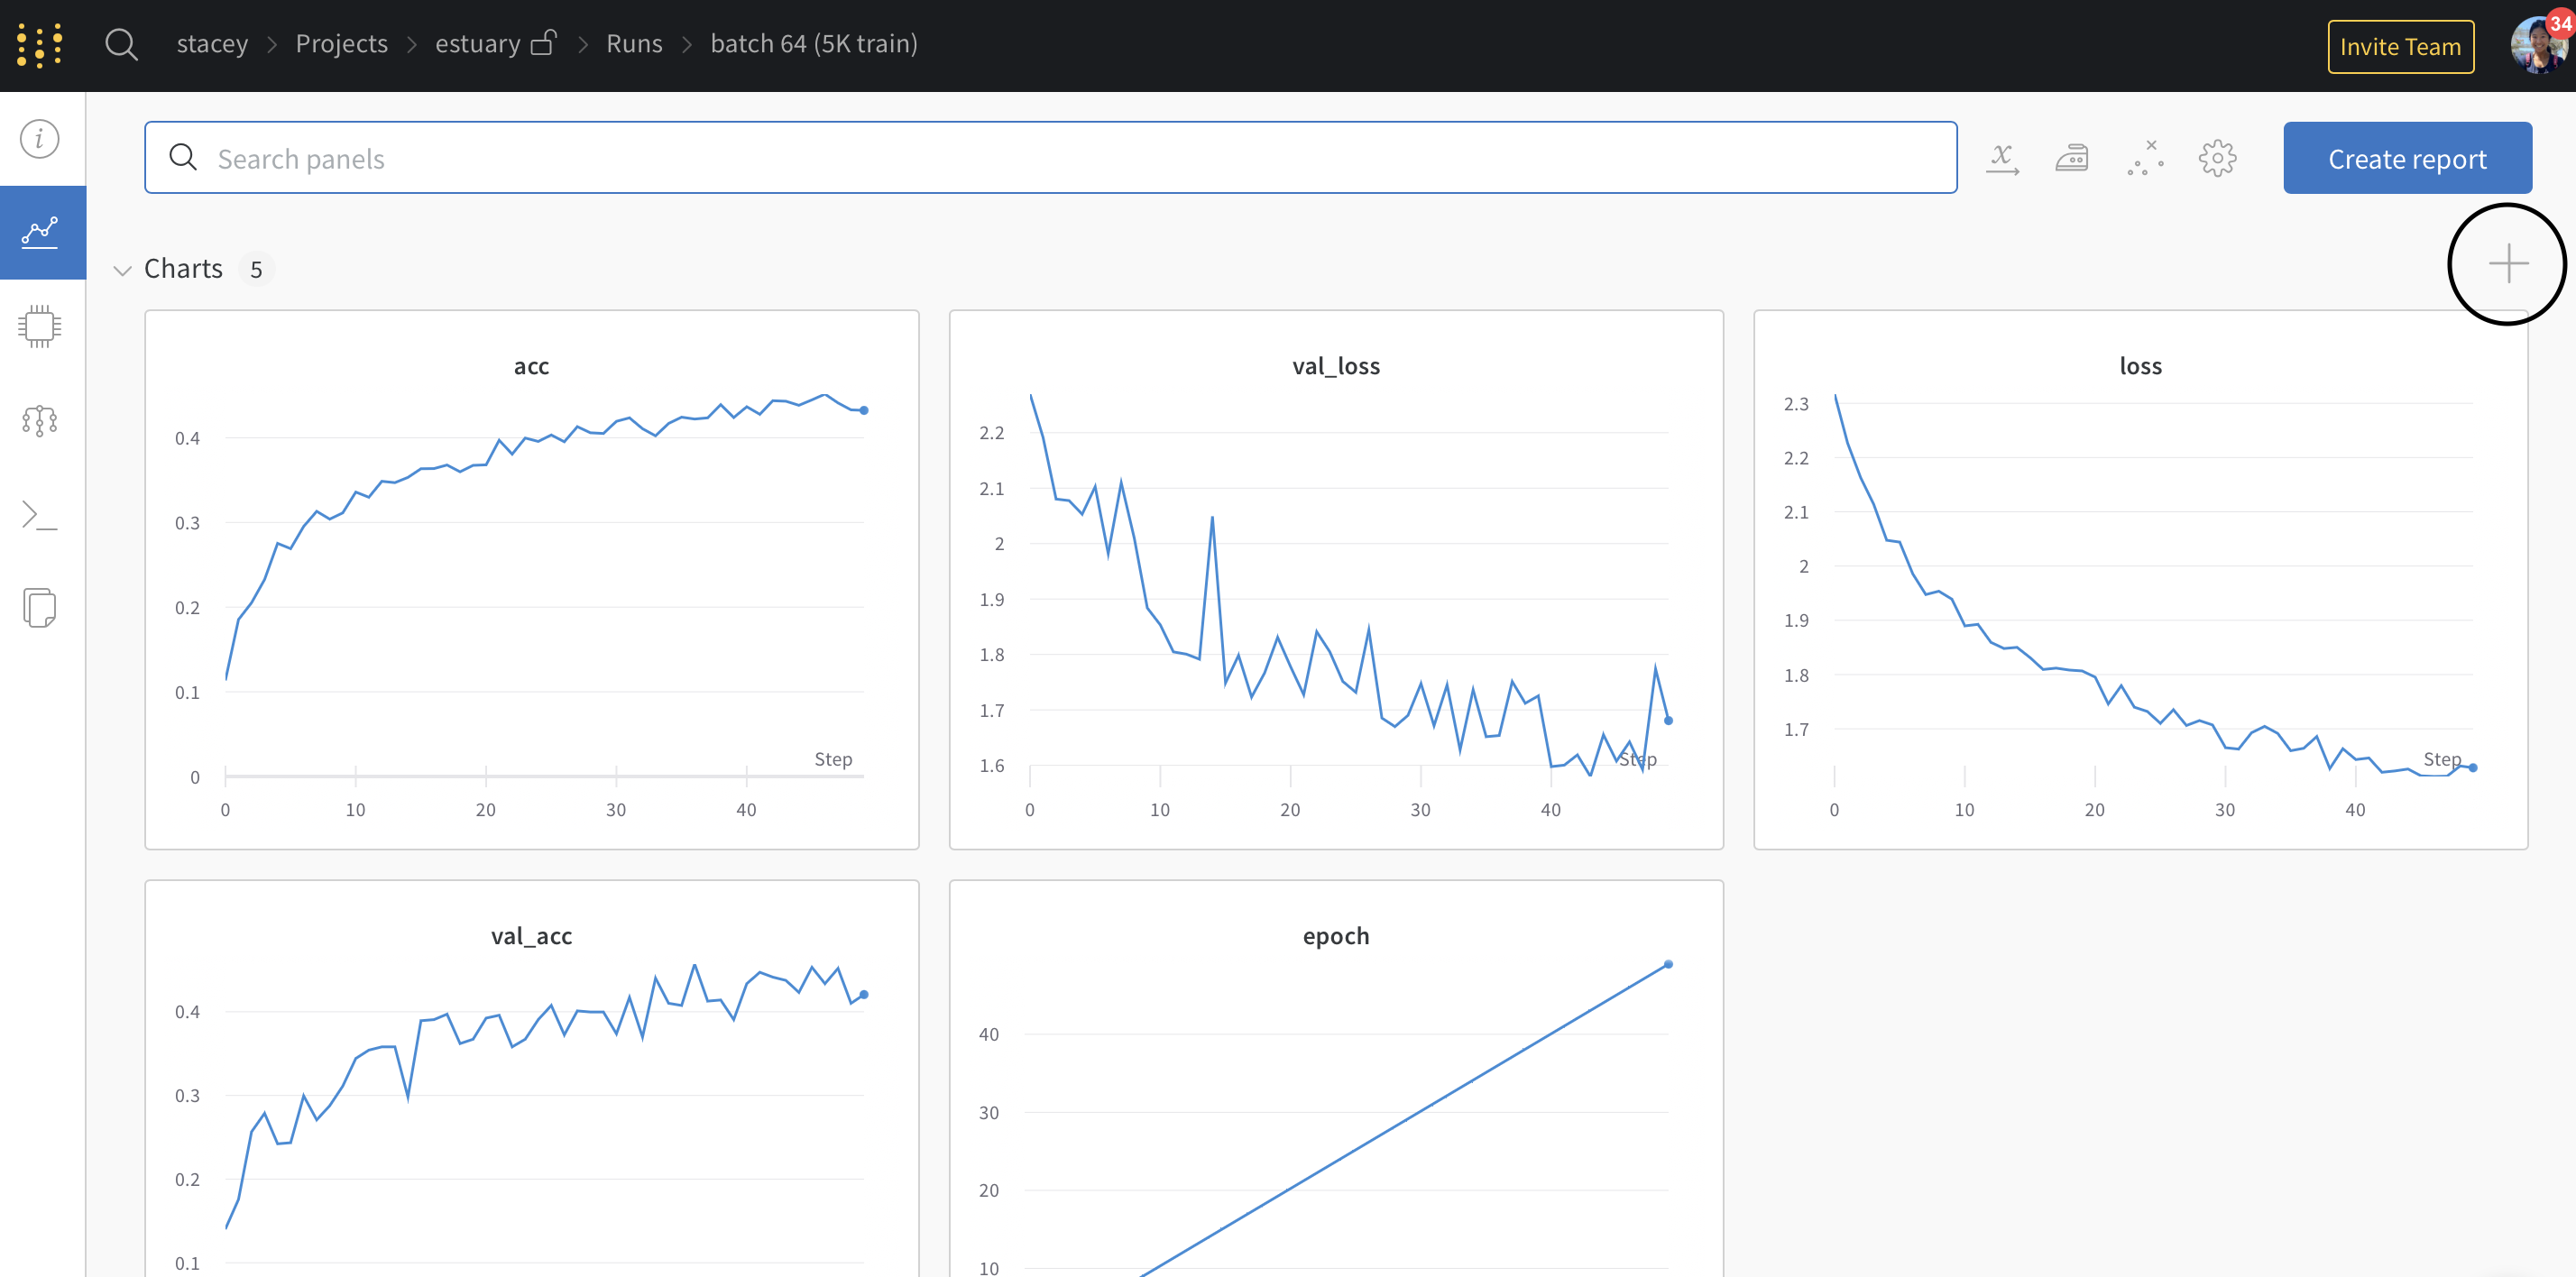 stacey > Projects > estuary > Runs > batch 64 (5K train)
Invite Team
34
Search panels
x
Create report
Charts 5
acc
0.4
0.3
0.2
0.1
0
Step
0 10 20 30 40
val_loss
2.2
2.1
2
1.9
1.8
1.7
1.6
Step
0 10 20 30 40
loss
2.3
2.2
2.1
2
1.9
1.8
1.7
Step
0 10 20 30 40
val_acc
0.4
0.3
0.2
0.1
epoch
40
30
20
10